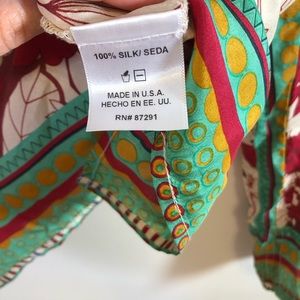 100% SILK/ SEDA
MADE IN U.S.A.
HECHO EN EE. UU.
RN# 87291